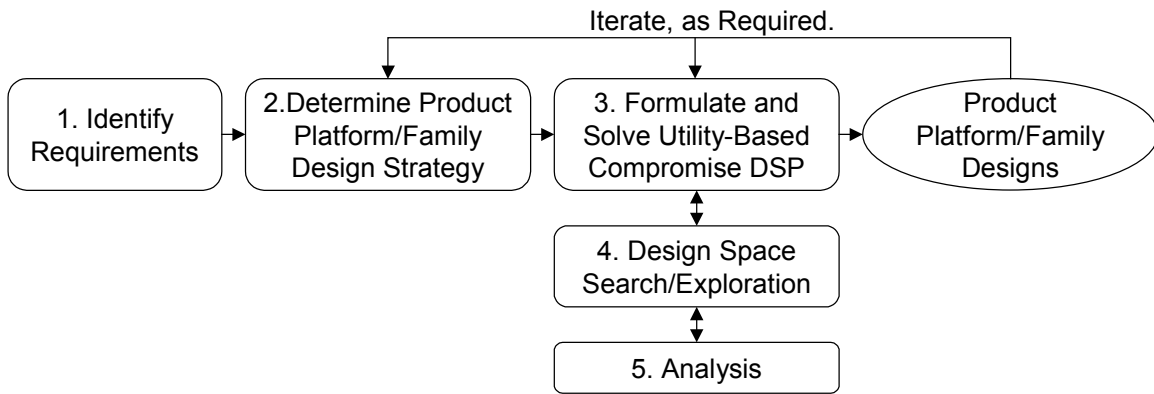 Iterate, as Required.
1. Identify
Requirements
2.Determine Product
Platform/Family
Design Strategy
3. Formulate and
Solve Utility-Based
Compromise DSP
Product
Platform/Family
Designs
4. Design Space
Search/Exploration
5. Analysis